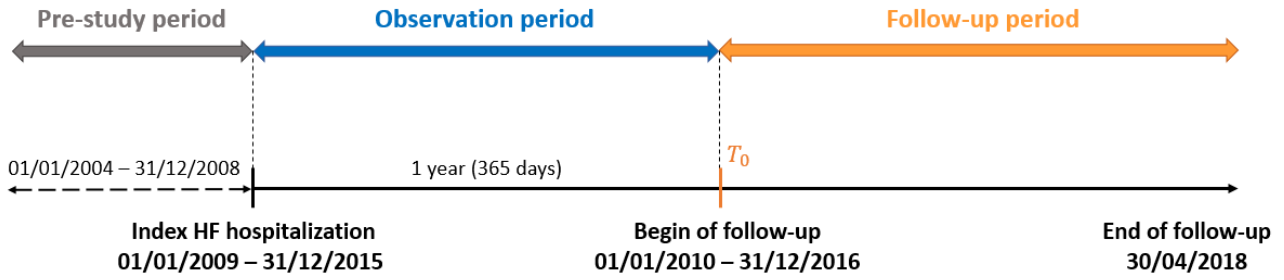 Pre-study period
Observation period
Follow-up period
01/01/2004 – 31/12/2008
1 year (365 days)
T₀
Index HF hospitalization
01/01/2009 – 31/12/2015
Begin of follow-up
01/01/2010 – 31/12/2016
End of follow-up
30/04/2018